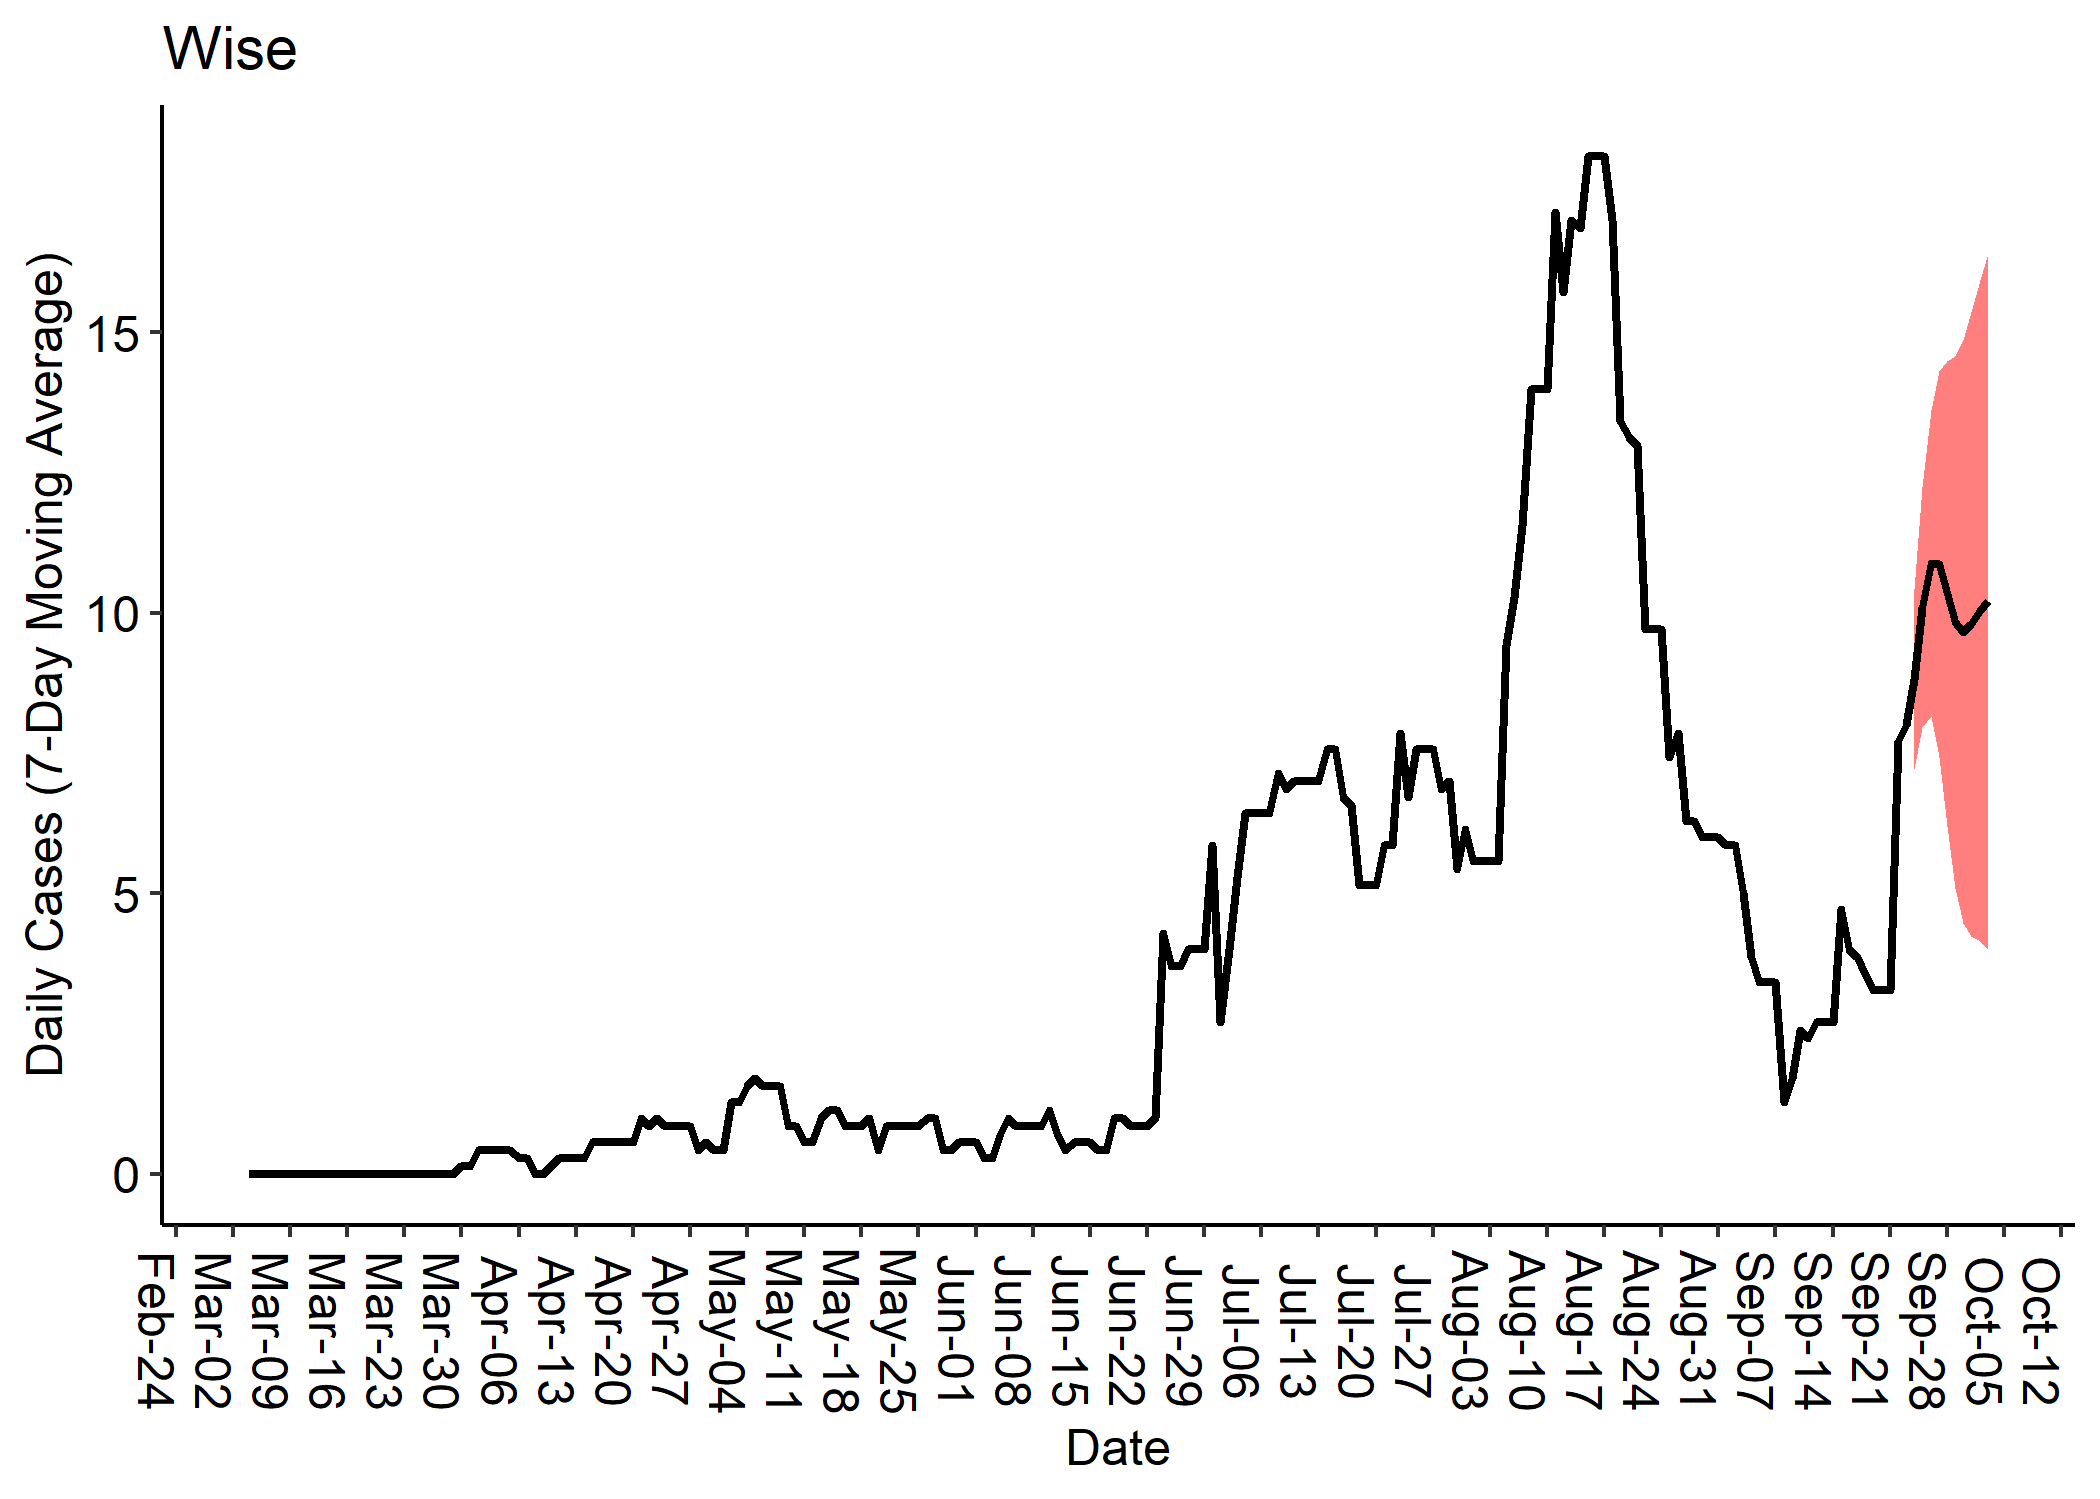 Wise
Daily Cases (7-Day Moving Average)
15
10
5
0
Feb-24
Mar-02
Mar-09
Mar-16
Mar-23
Mar-30
Apr-06
Apr-13
Apr-20
Apr-27
May-04
May-11
May-18
May-25
Jun-01
Jun-08
Jun-15
Jun-22
Jun-29
Jul-06
Jul-13
Jul-20
Jul-27
Aug-03
Aug-10
Aug-17
Aug-24
Aug-31
Sep-07
Sep-14
Sep-21
Sep-28
Oct-05
Oct-12
Date